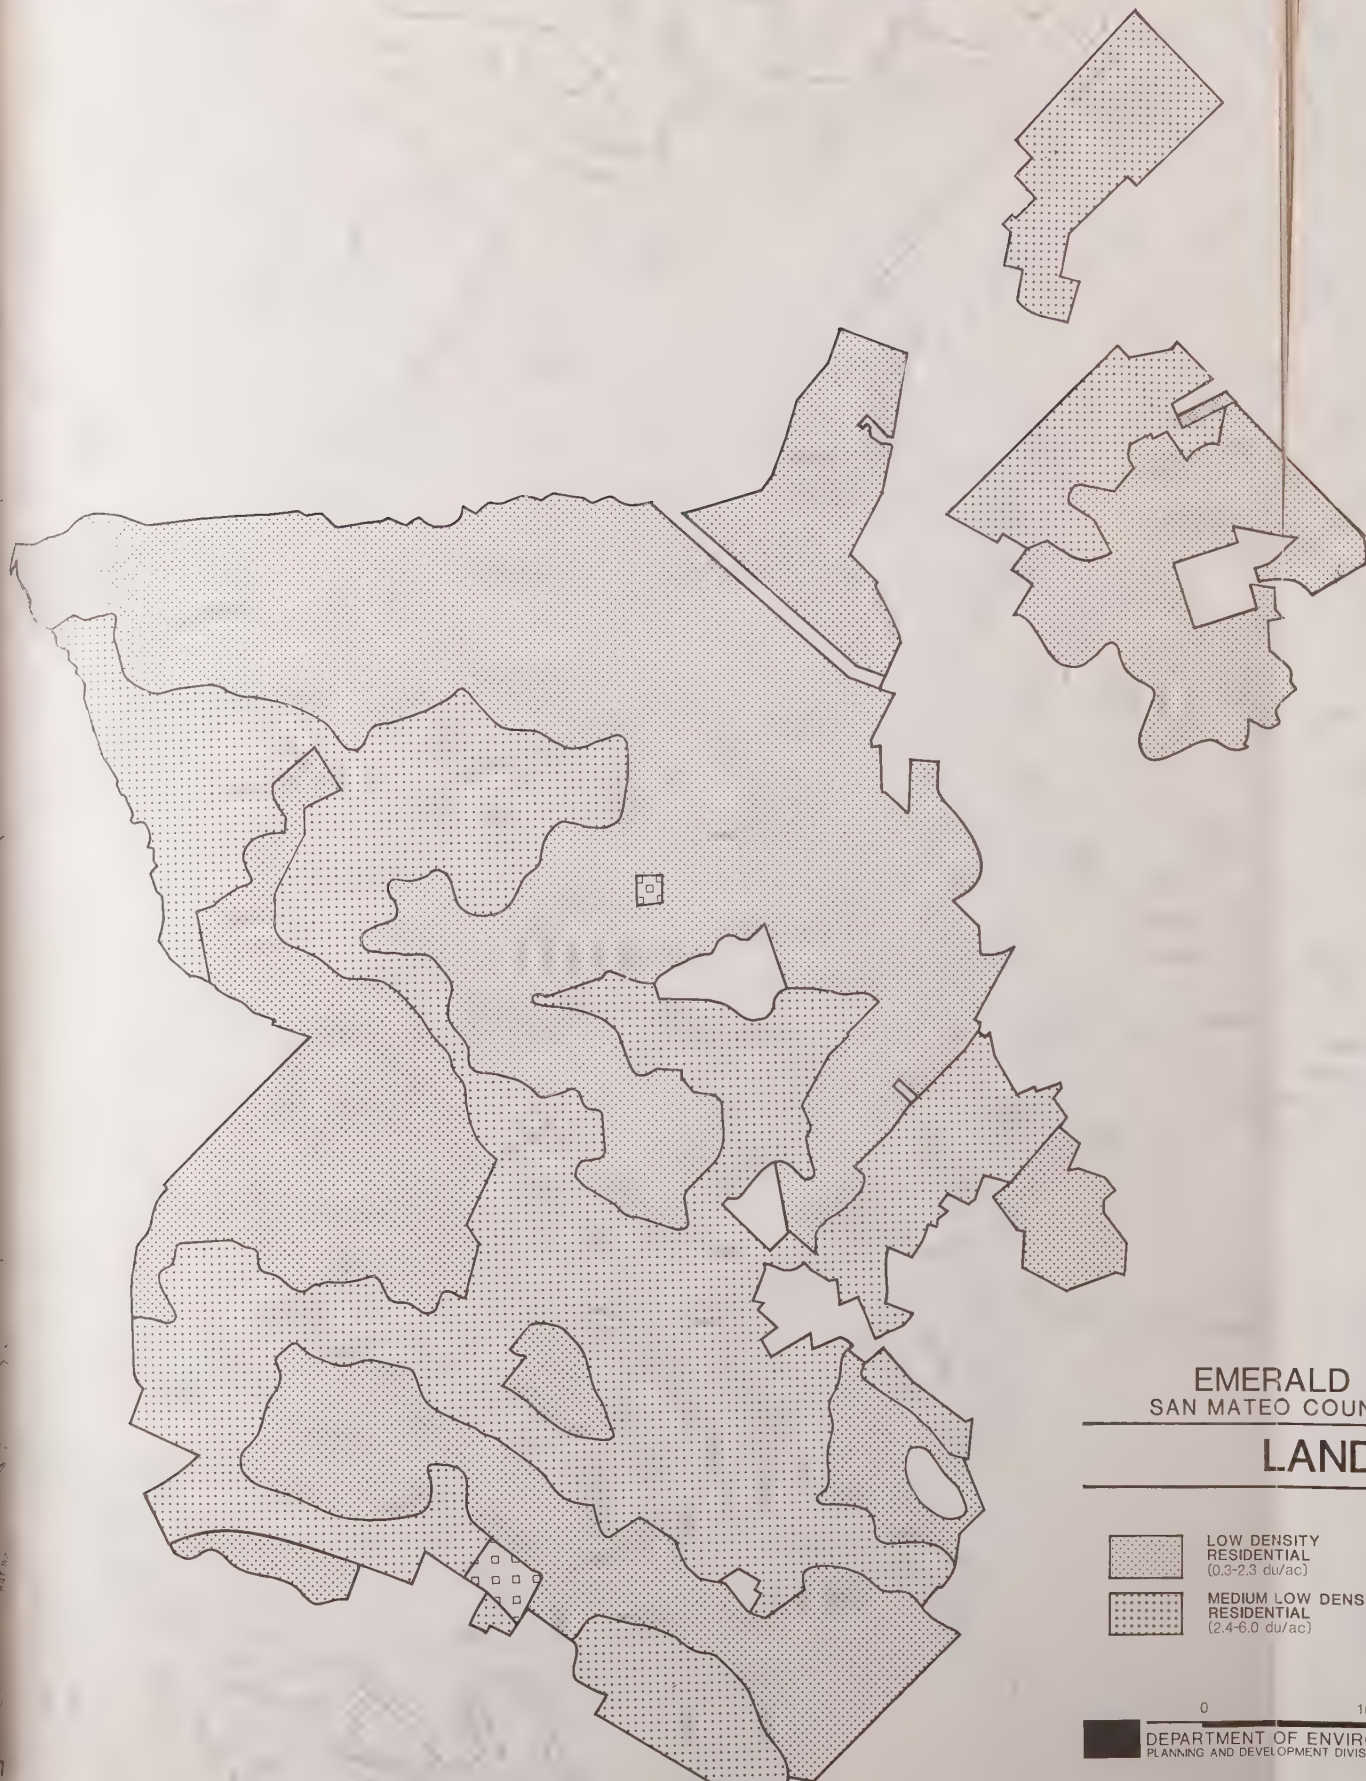 EMERALD
SAN MATEO COUN
LAND
LOW DENSITY
RESIDENTIAL
(0.3-2.3 du/ac)
MEDIUM LOW DENS
RESIDENTIAL
(2.4-6.0 du/ac)
0
DEPARTMENT OF ENVIR
PLANNING AND DEVELOPMENT DIVIS